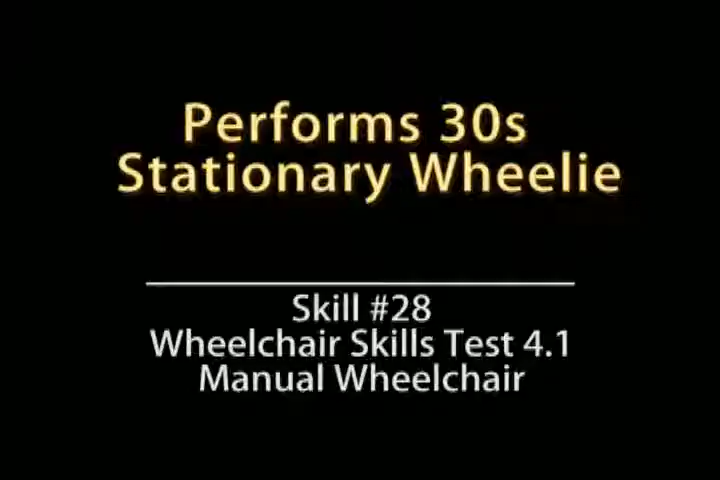 Performs 30s
Stationary Wheelie
Skill #28
Wheelchair Skills Test 4.1
Manual Wheelchair